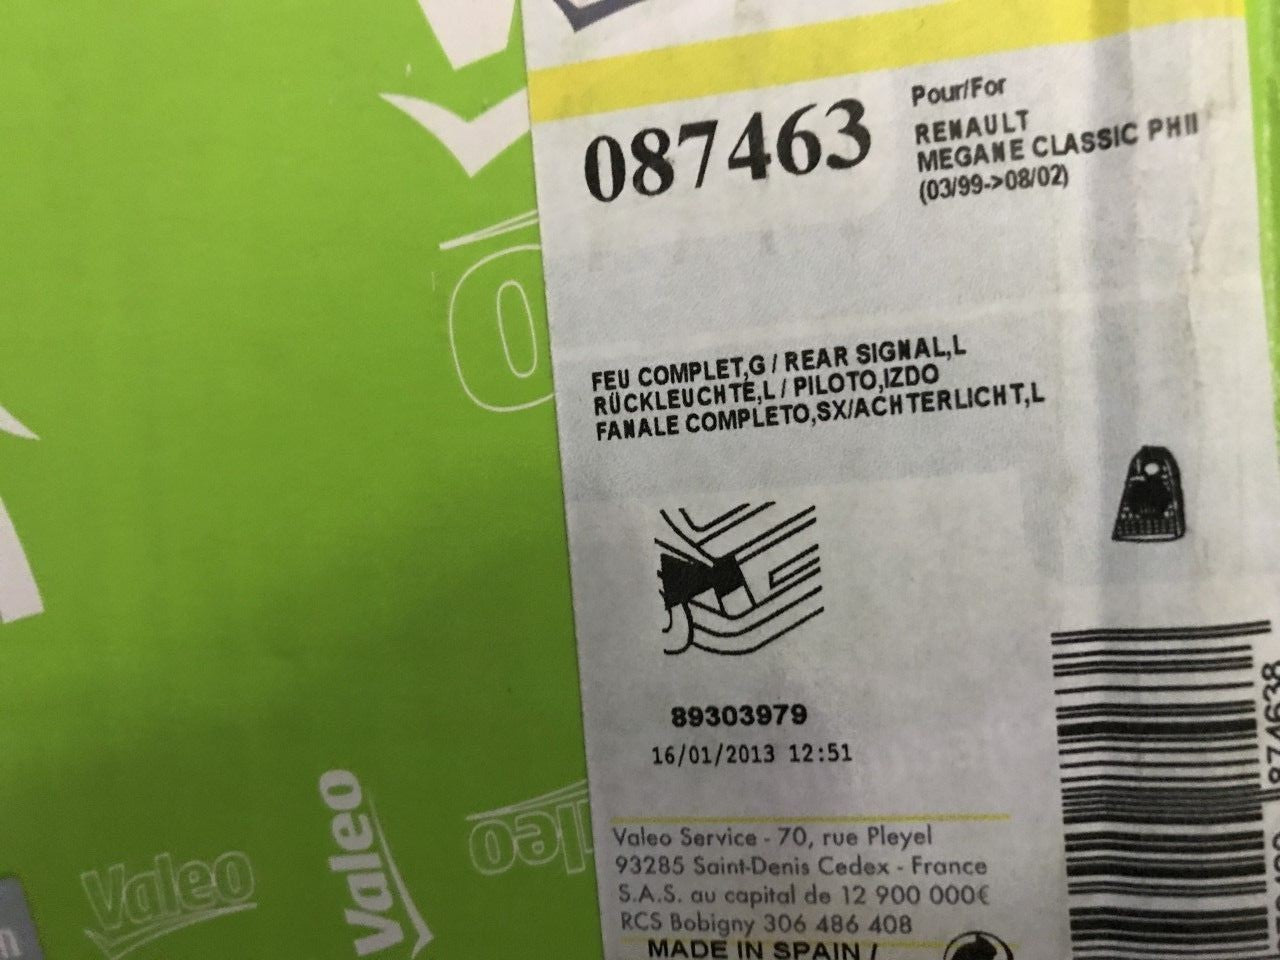 087463
Pour/For
RENAULT
MEGANE CLASSIC PHII
(03/99->08/02)
FEU COMPLET,G / REAR SIGNAL,L
RÜCKLEUCHTE,L / PILOTO,IZDO
FANALE COMPLETO,SX/ACHTERLICHT,L
89303979
16/01/2013 12:51
Valeo Service - 70, rue Pleyel
93285 Saint-Denis Cedex - France
S.A.S. au capital de 12 900 000€
RCS Bobigny 306 486 408
MADE IN SPAIN /
874638
Valeo
Valeo